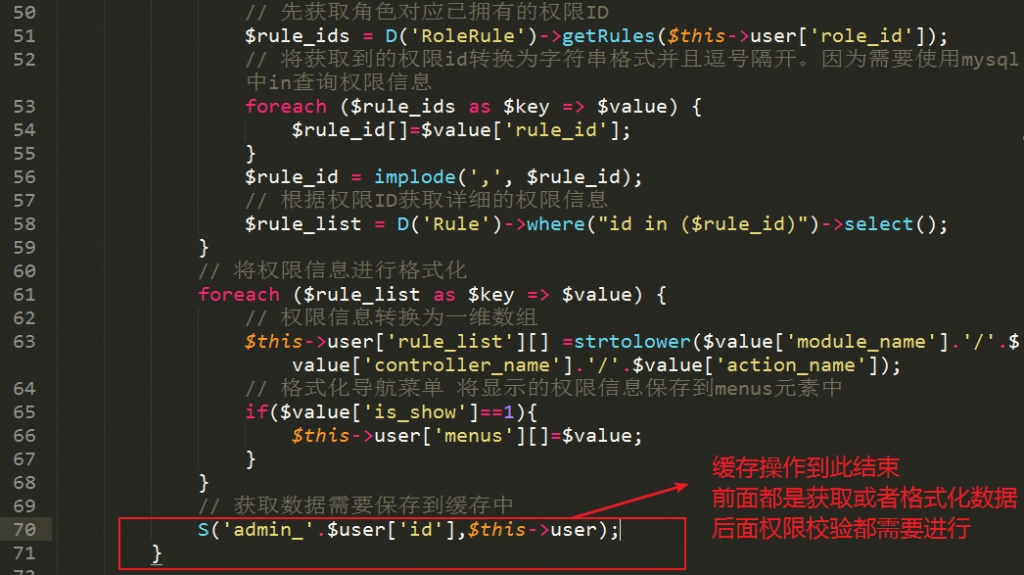 50 // 先获取角色对应已拥有的权限ID
51 $rule_ids = D('RoleRule')->getRules($this->user['role_id']);
52 // 将获取到的权限id转换为字符串格式并且逗号隔开。因为需要使用mysql
中in查询权限信息
53 foreach ($rule_ids as $key => $value) {
54 $rule_id[]=$value['rule_id'];
55 }
56 $rule_id = implode(',', $rule_id);
57 // 根据权限ID获取详细的权限信息
58 $rule_list = D('Rule')->where("id in ($rule_id)")->select();
59 }
60 // 将权限信息进行格式化
61 foreach ($rule_list as $key => $value) {
62 // 权限信息转换为一维数组
63 $this->user['rule_list'][] =strtolower($value['module_name'].'/'.$
value['controller_name'].'/'.$value['action_name']);
64 // 格式化导航菜单 将显示的权限信息保存到menus元素中
65 if($value['is_show']==1){
66 $this->user['menus'][]=$value;
67 }
68 }
69 // 获取数据需要保存到缓存中
70 S('admin_'.$user['id'],$this->user);
71 }
缓存操作到此结束
前面都是获取或者格式化数据
后面权限校验都需要进行